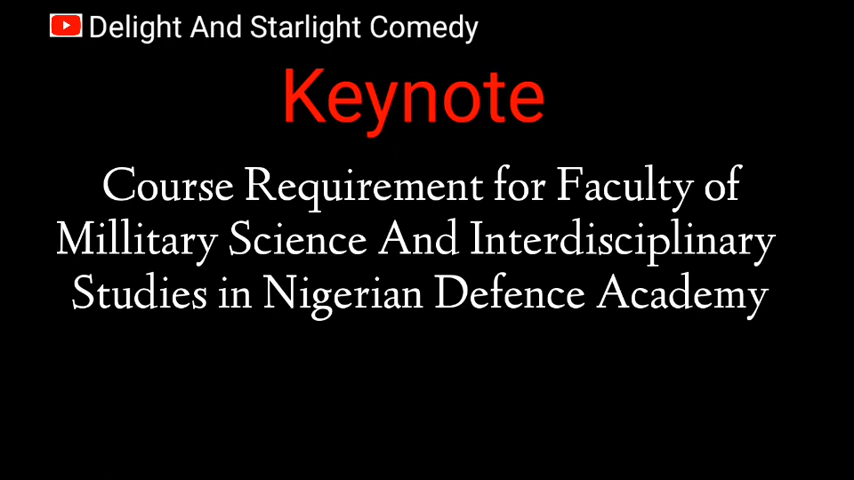 Delight And Starlight Comedy
Keynote
Course Requirement for Faculty of
Millitary Science And Interdisciplinary
Studies in Nigerian Defence Academy